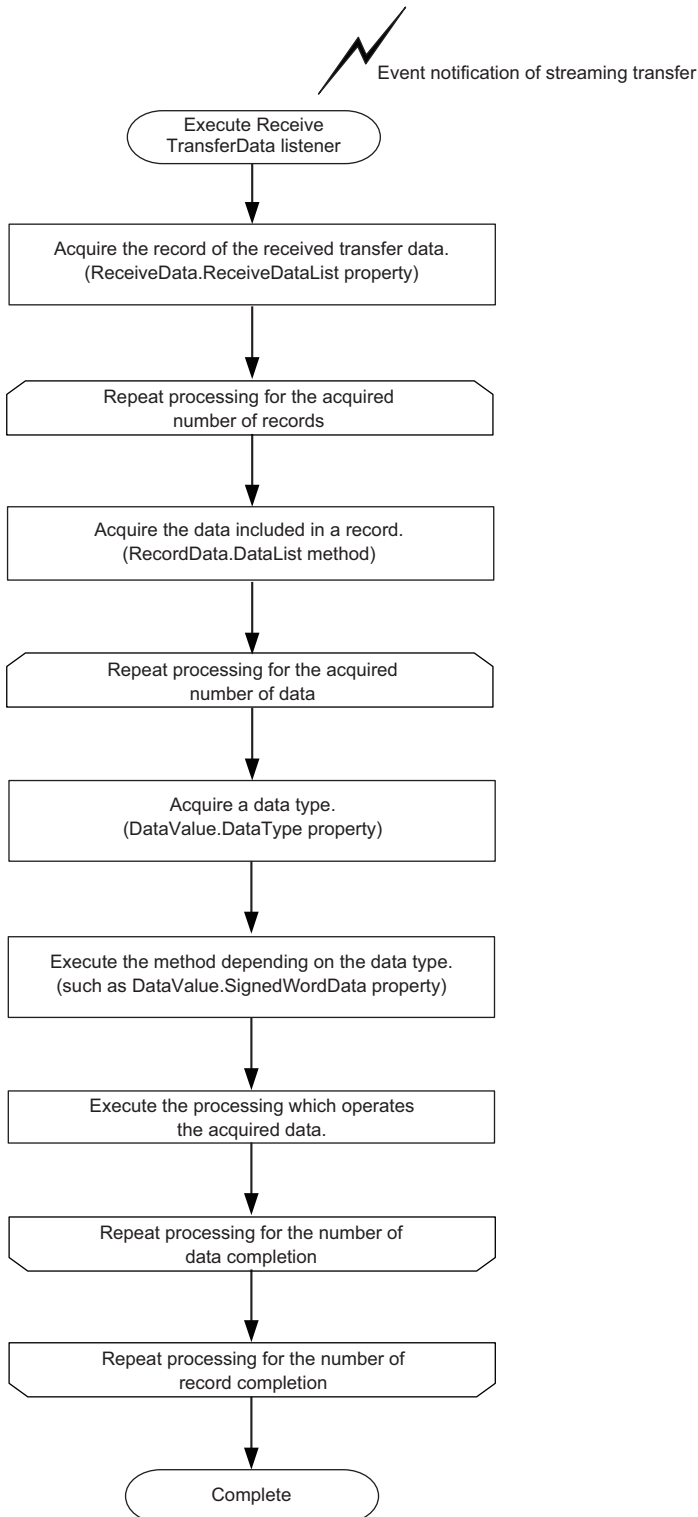 Event notification of streaming transfer
Execute Receive
TransferData listener
Acquire the record of the received transfer data.
(ReceiveData.ReceiveDataList property)
Repeat processing for the acquired
number of records
Acquire the data included in a record.
(RecordData.DataList method)
Repeat processing for the acquired
number of data
Acquire a data type.
(DataValue.DataType property)
Execute the method depending on the data type.
(such as DataValue.SignedWordData property)
Execute the processing which operates
the acquired data.
Repeat processing for the number of
data completion
Repeat processing for the number of
record completion
Complete